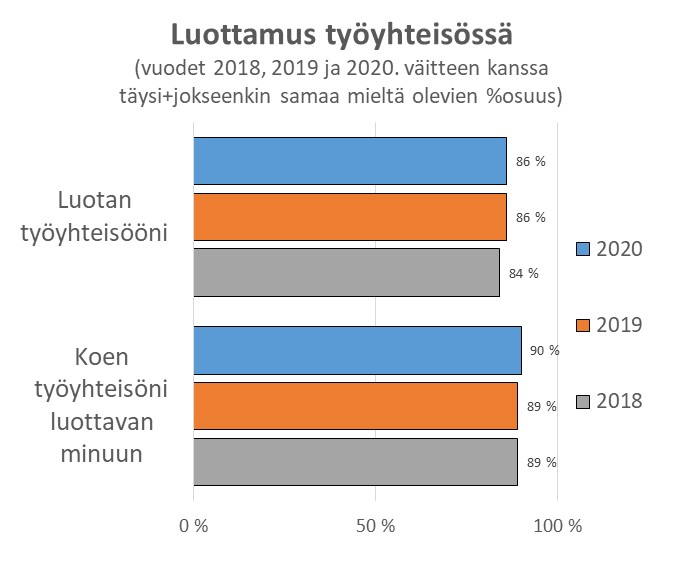 Luottamus työyhteisössä
(vuodet 2018, 2019 ja 2020. väitteen kanssa
täysi+jokseenkin samaa mieltä olevien %osuus)
Luotan
työyhteisööni
86 %
86 %
84 %
Koen
työyhteisöni
luottavan
minuun
90 %
89 %
89 %
0 %
50 %
100 %
2020
2019
2018